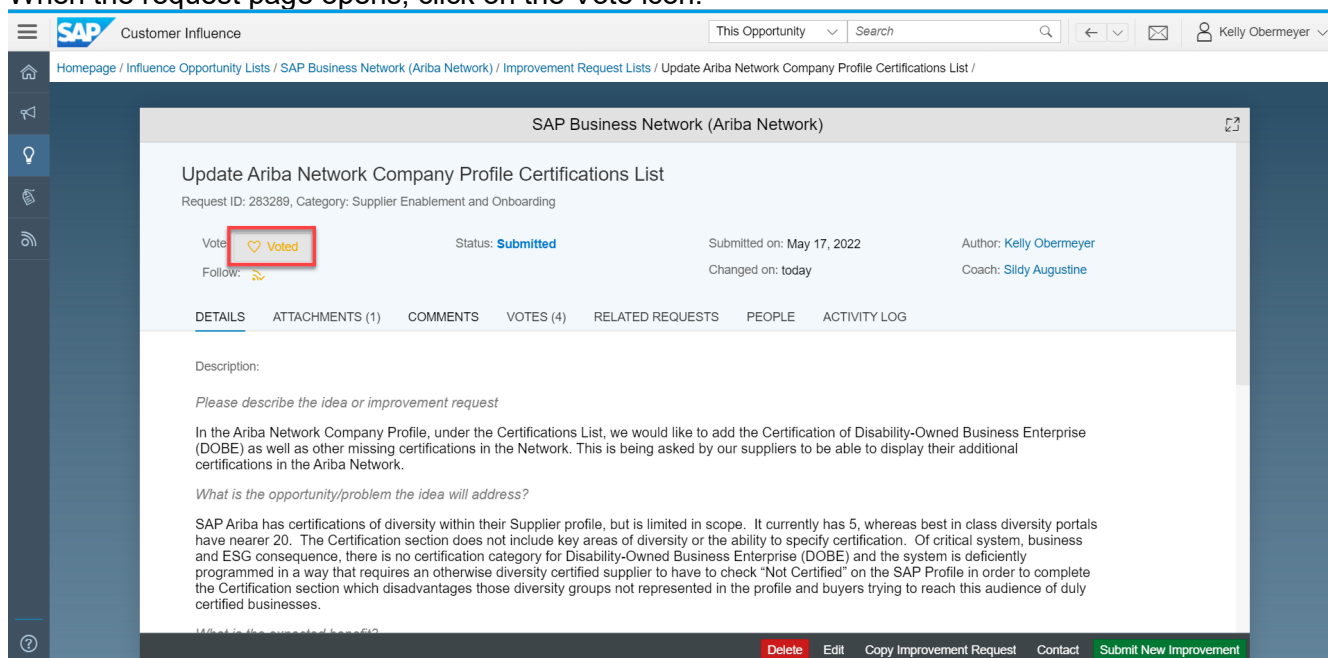 When the request page opens, click on the Vote icon.
SAP Customer Influence This Opportunity Search Kelly Obermeyer
Homepage / Influence Opportunity Lists / SAP Business Network (Ariba Network) / Improvement Request Lists / Update Ariba Network Company Profile Certifications List /
SAP Business Network (Ariba Network)
Update Ariba Network Company Profile Certifications List
Request ID: 283289, Category: Supplier Enablement and Onboarding
Vote Voted Status: Submitted Submitted on: May 17, 2022 Author: Kelly Obermeyer
Follow: Changed on: today Coach: Sildy Augustine
DETAILS ATTACHMENTS (1) COMMENTS VOTES (4) RELATED REQUESTS PEOPLE ACTIVITY LOG
Description:
Please describe the idea or improvement request
In the Ariba Network Company Profile, under the Certifications List, we would like to add the Certification of Disability-Owned Business Enterprise
(DOBE) as well as other missing certifications in the Network. This is being asked by our suppliers to be able to display their additional
certifications in the Ariba Network.
What is the opportunity/problem the idea will address?
SAP Ariba has certifications of diversity within their Supplier profile, but is limited in scope. It currently has 5, whereas best in class diversity portals
have nearer 20. The Certification section does not include key areas of diversity or the ability to specify certification. Of critical system, business
and ESG consequence, there is no certification category for Disability-Owned Business Enterprise (DOBE) and the system is deficiently
programmed in a way that requires an otherwise diversity certified supplier to have to check “Not Certified” on the SAP Profile in order to complete
the Certification section which disadvantages those diversity groups not represented in the profile and buyers trying to reach this audience of duly
certified businesses.
What is the expected benefit?
Delete Edit Copy Improvement Request Contact Submit New Improvement